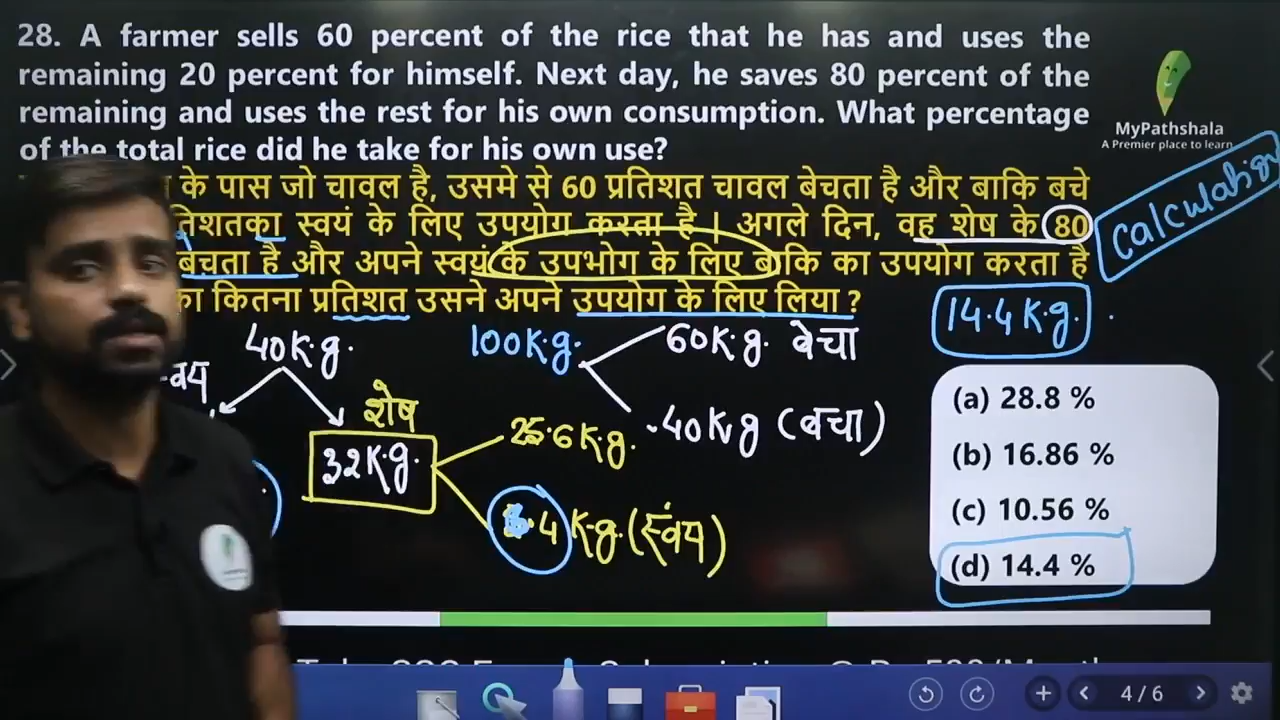 28. A farmer sells 60 percent of the rice that he has and uses the
remaining 20 percent for himself. Next day, he saves 80 percent of the
remaining and uses the rest for his own consumption. What percentage
of the total rice did he take for his own use?
के पास जो चावल है, उसमे से 60 प्रतिशत चावल बेचता है और बाकि बचे
तिशतका स्वयं के लिए उपयोग करता है | अगले दिन, वह शेष के 80
बेचता है और अपने स्वयं के उपभोग के लिए बाकि का उपयोग करता है
का कितना प्रतिशत उसने अपने उपयोग के लिए लिया ?
MyPathshala
A Premier place to learn
Calculation
14.4 K.g.
40K.g.
100K.g.
60K.g. बेचा
40Kg (बचा)
शेष
32K.g.
25.6K.g.
.4 K.g. (स्वंय)
(a) 28.8 %
(b) 16.86 %
(c) 10.56 %
(d) 14.4 %
4 / 6